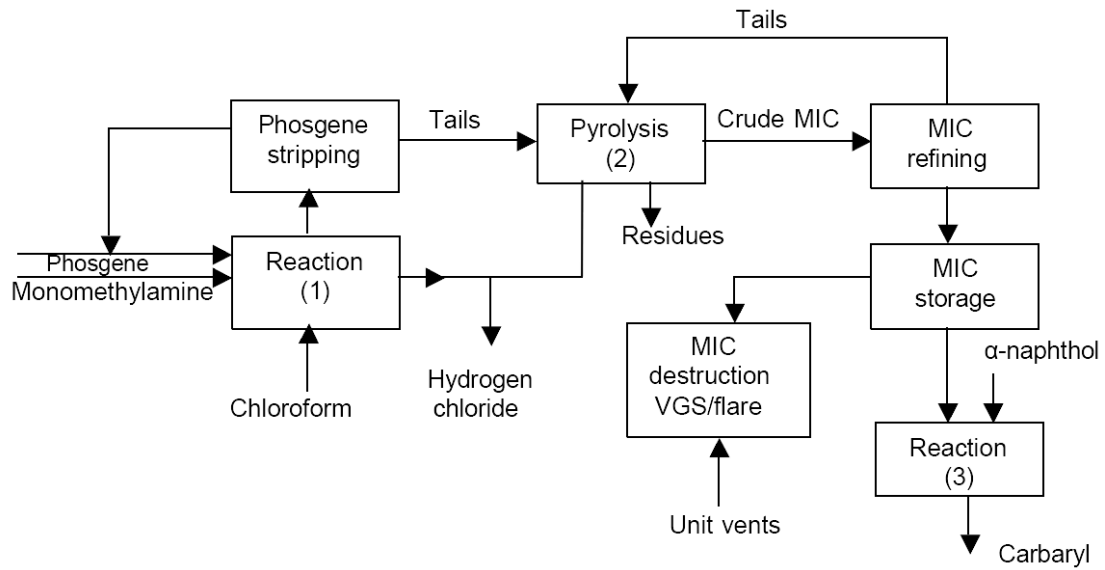 Tails
Phosgene
stripping
Tails
Pyrolysis
(2)
Crude MIC
MIC
refining
Residues
Phosgene
Monomethylamine
Reaction
(1)
MIC
storage
Chloroform
Hydrogen
chloride
MIC
destruction
VGS/flare
α-naphthol
Reaction
(3)
Unit vents
Carbaryl